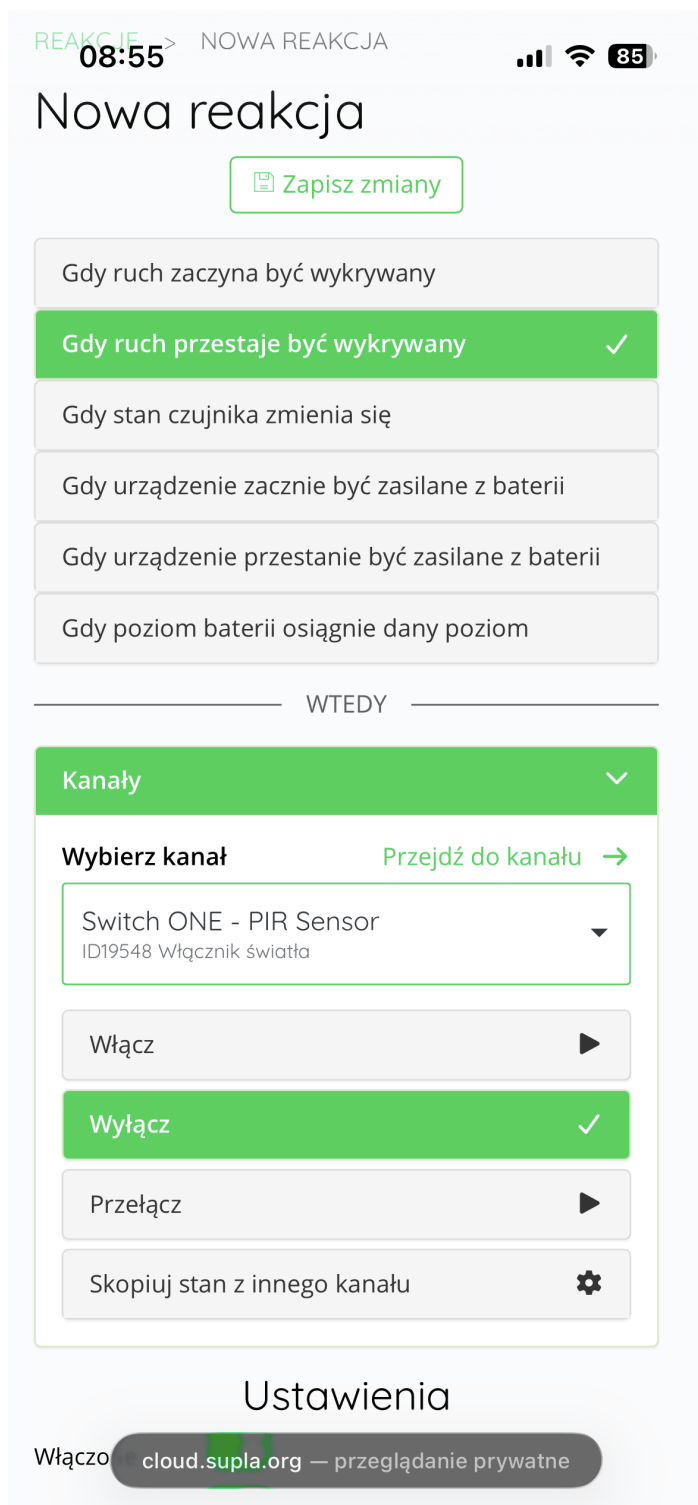 REAKCJE > NOWA REAKCJA
08:55
85
Nowa reakcja
Zapisz zmiany
Gdy ruch zaczyna być wykrywany
Gdy ruch przestaje być wykrywany
Gdy stan czujnika zmienia się
Gdy urządzenie zacznie być zasilane z baterii
Gdy urządzenie przestanie być zasilane z baterii
Gdy poziom baterii osiągnie dany poziom
WTEDY
Kanały
Wybierz kanał
Przejdź do kanału →
Switch ONE - PIR Sensor
ID19548 Włącznik światła
Włącz
Wyłącz
Przełącz
Skopiuj stan z innego kanału
Ustawienia
cloud.supla.org — przeglądanie prywatne